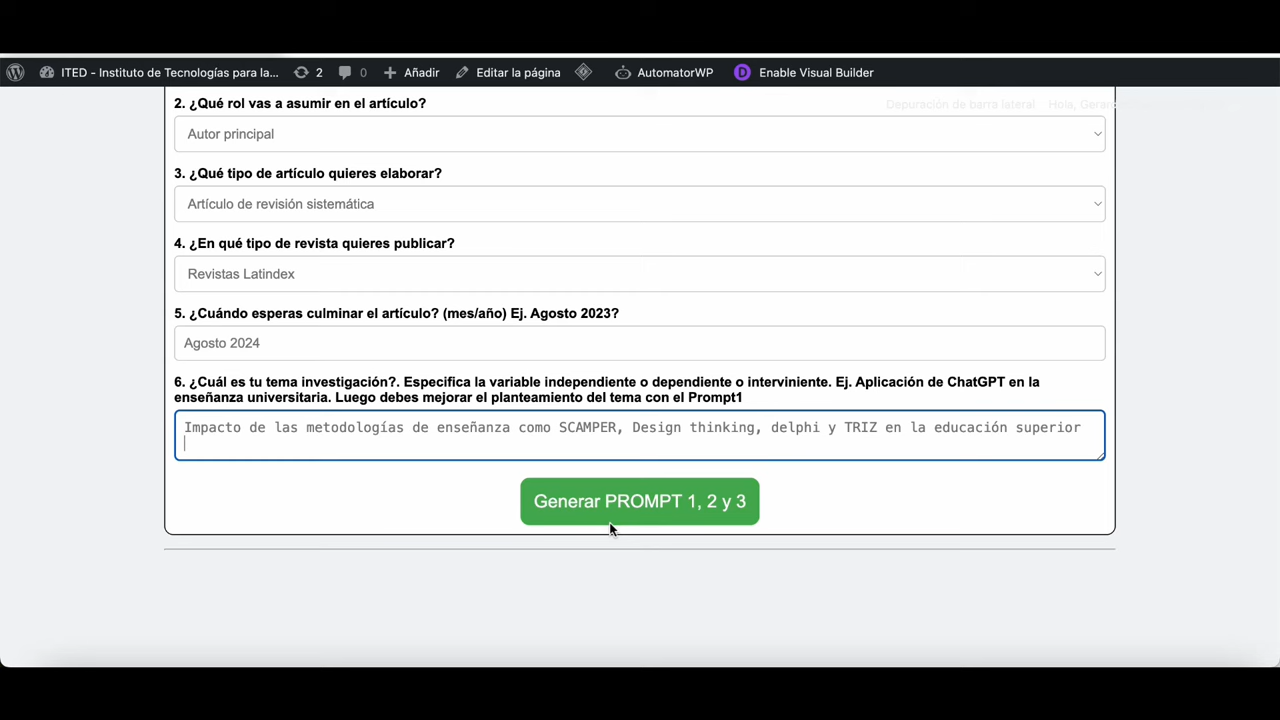 ITED - Instituto de Tecnologías para la... 2 0 Añadir Editar la página AutomatorWP D Enable Visual Builder
Depuración de barra lateral Hola,
2. ¿Qué rol vas a asumir en el artículo?
Autor principal
3. ¿Qué tipo de artículo quieres elaborar?
Artículo de revisión sistemática
4. ¿En qué tipo de revista quieres publicar?
Revistas Latindex
5. ¿Cuándo esperas culminar el artículo? (mes/año) Ej. Agosto 2023?
Agosto 2024
6. ¿Cuál es tu tema investigación?. Especifica la variable independiente o dependiente o interviniente. Ej. Aplicación de ChatGPT en la
enseñanza universitaria. Luego debes mejorar el planteamiento del tema con el Prompt1
Impacto de las metodologías de enseñanza como SCAMPER, Design thinking, delphi y TRIZ en la educación superior
Generar PROMPT 1, 2 y 3